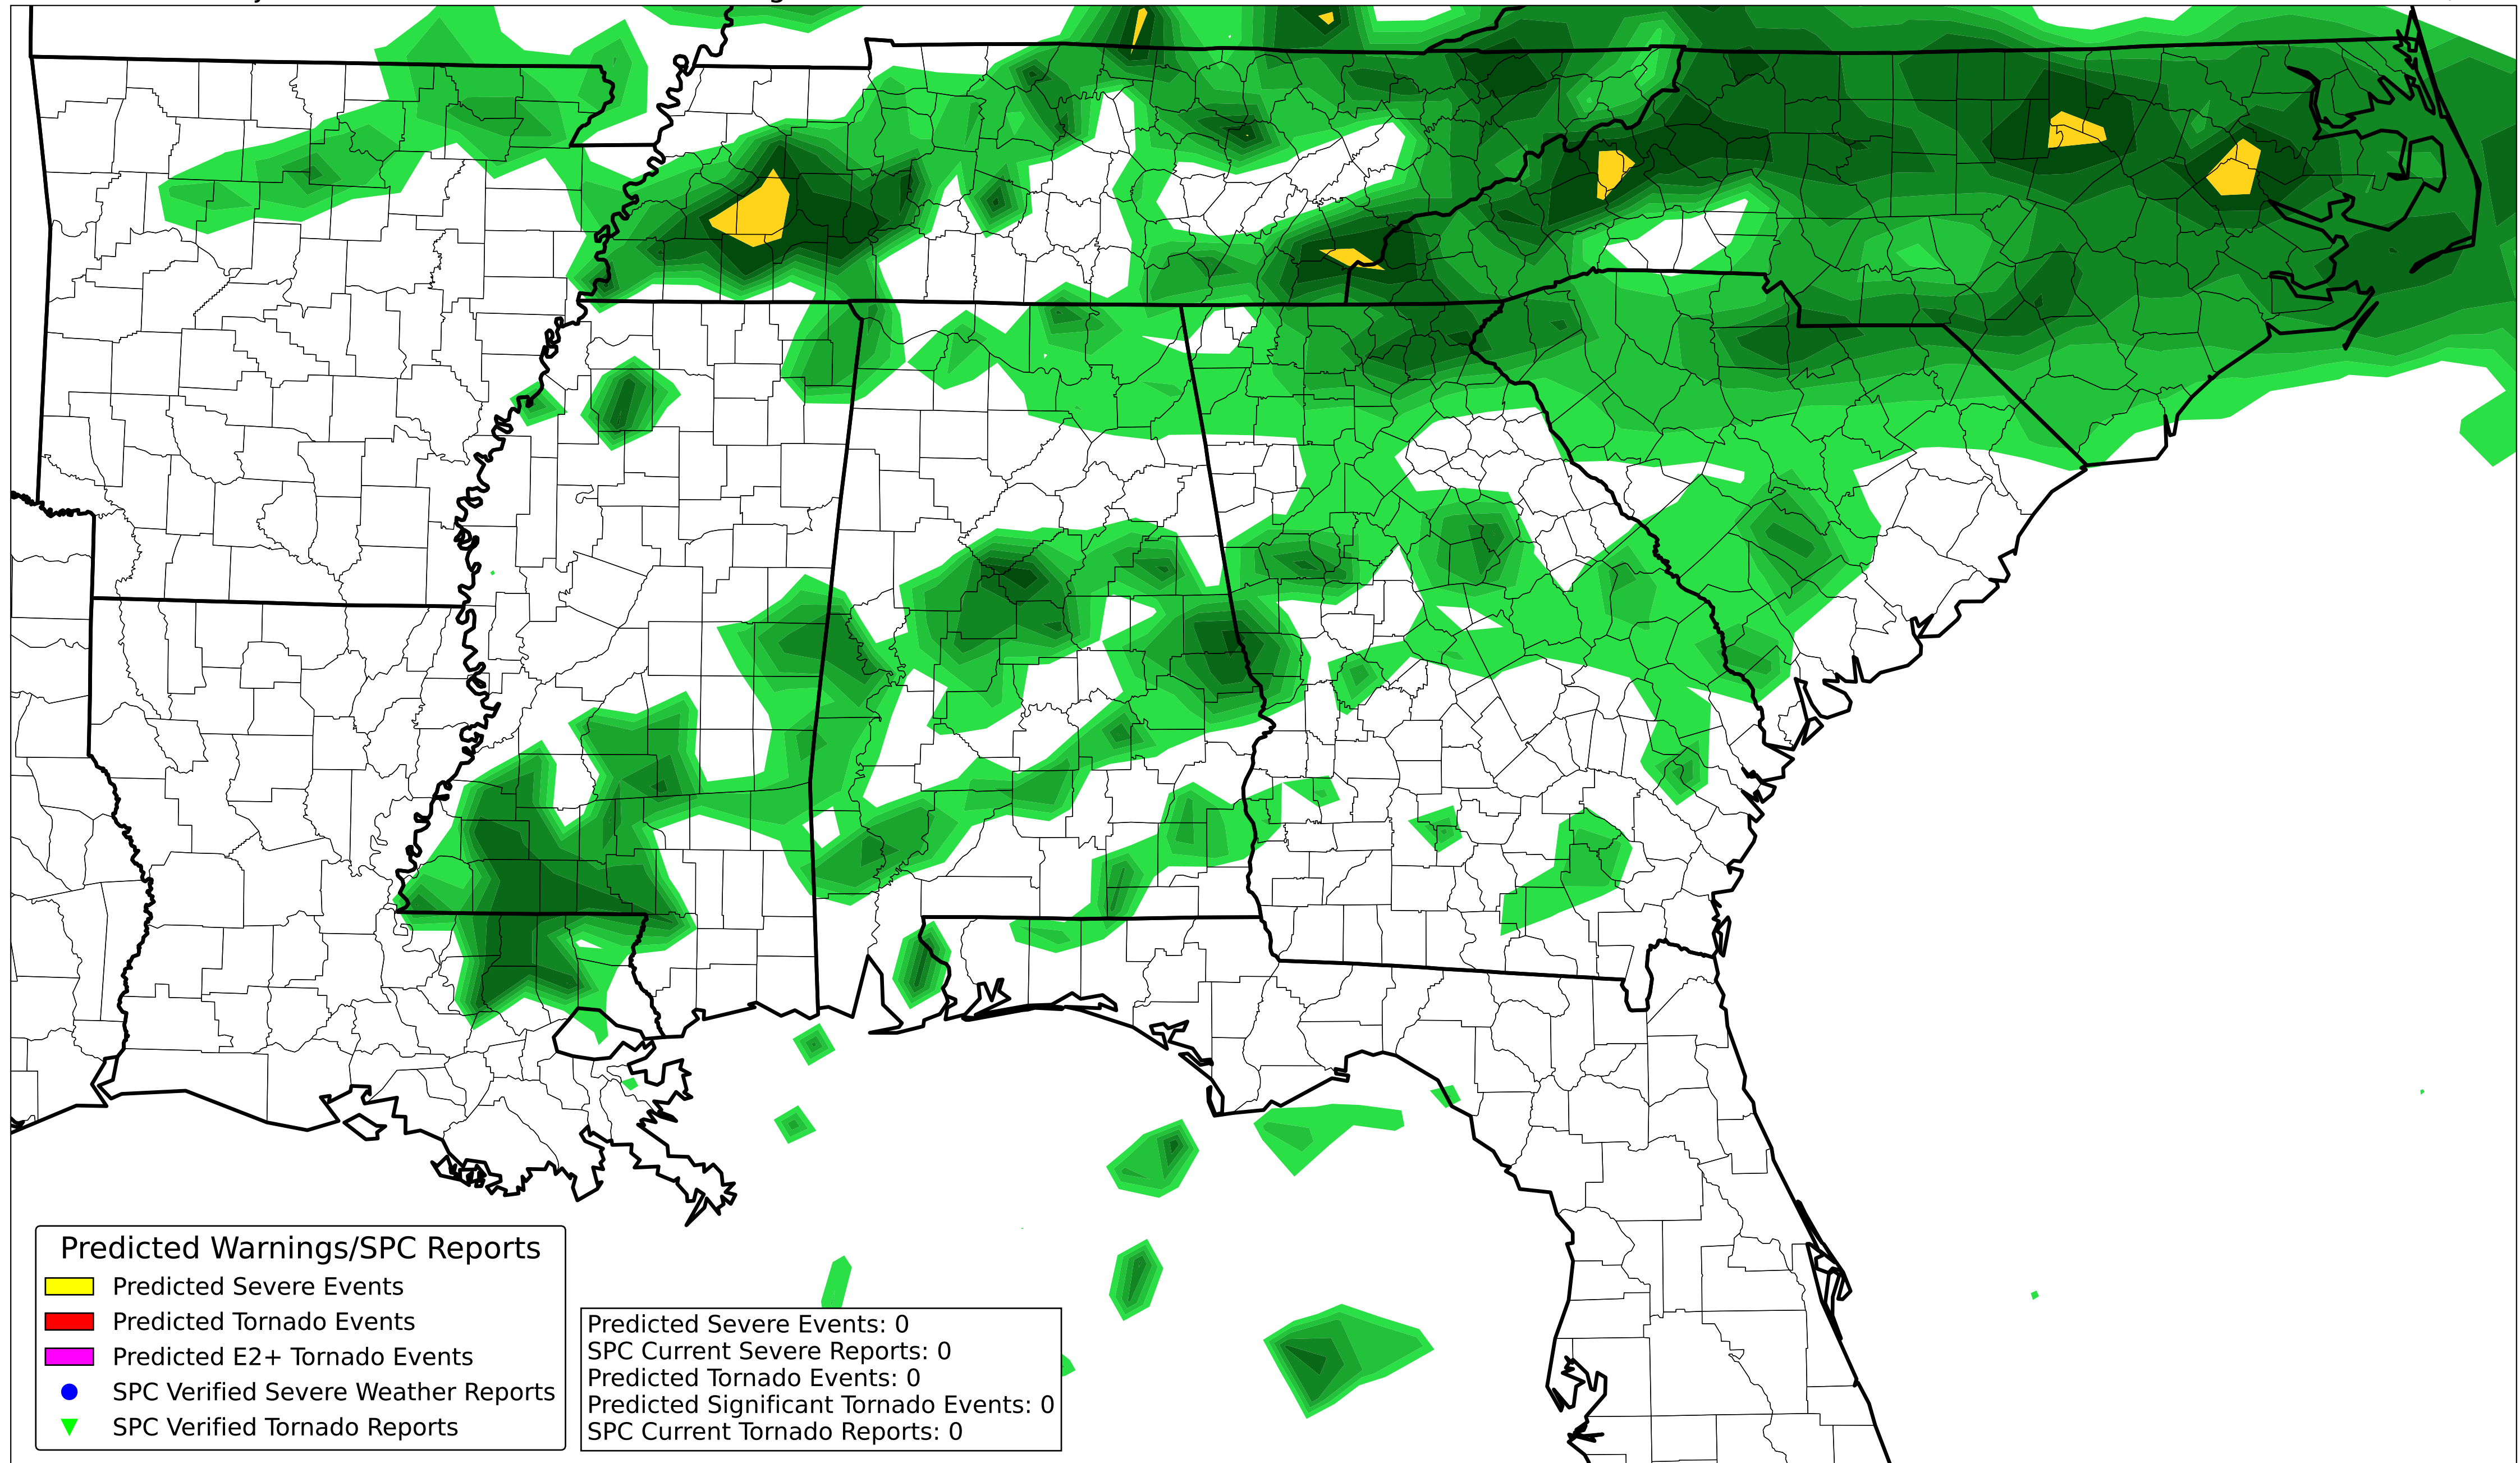 Predicted Warnings/SPC Reports
Predicted Severe Events
Predicted Tornado Events
Predicted E2+ Tornado Events
SPC Verified Severe Weather Reports
SPC Verified Tornado Reports
Predicted Severe Events: 0
SPC Current Severe Reports: 0
Predicted Tornado Events: 0
Predicted Significant Tornado Events: 0
SPC Current Tornado Reports: 0